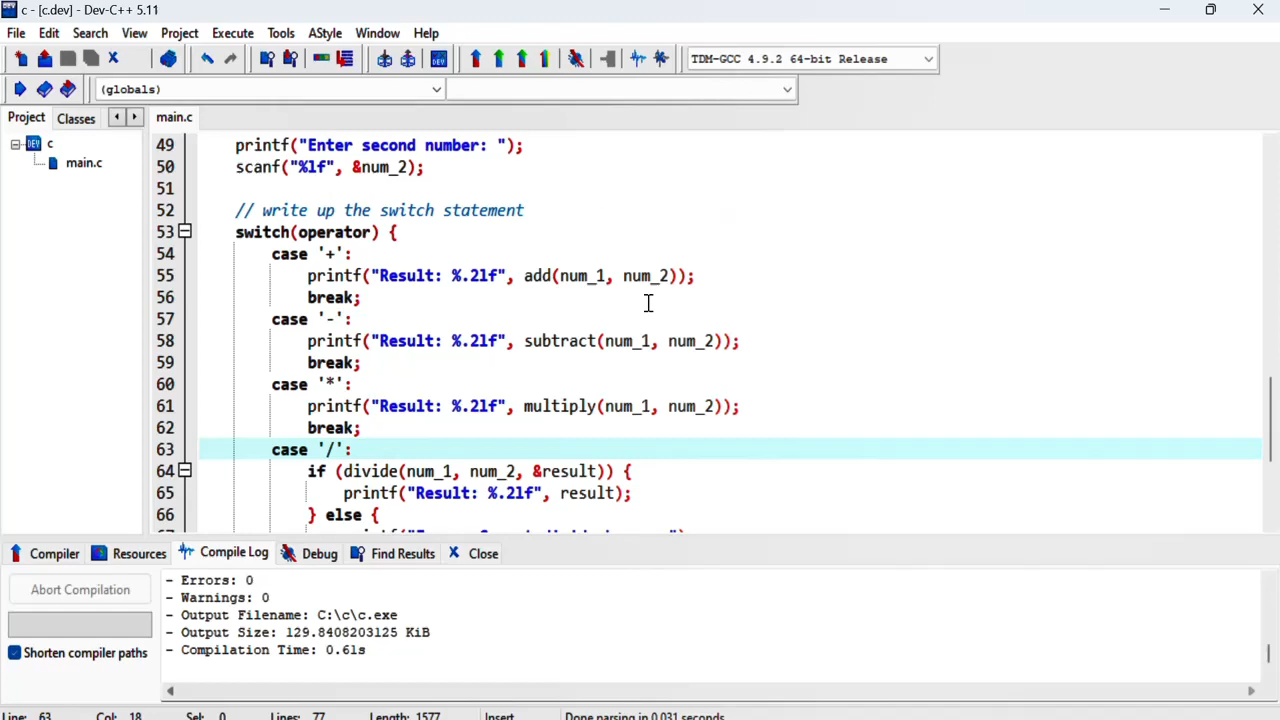 c - [c.dev] - Dev-C++ 5.11
File Edit Search View Project Execute Tools AStyle Window Help
TDM-GCC 4.9.2 64-bit Release
(globals)
Project Classes main.c
c
main.c
49 printf("Enter second number: ");
50 scanf("%lf", &num_2);
51
52 // write up the switch statement
53 switch(operator) {
54 case '+':
55 printf("Result: %.2lf", add(num_1, num_2));
56 break;
57 case '-':
58 printf("Result: %.2lf", subtract(num_1, num_2));
59 break;
60 case '*':
61 printf("Result: %.2lf", multiply(num_1, num_2));
62 break;
63 case '/':
64 if (divide(num_1, num_2, &result)) {
65 printf("Result: %.2lf", result);
66 } else {
Compiler Resources Compile Log Debug Find Results Close
Abort Compilation
Shorten compiler paths
- Errors: 0
- Warnings: 0
- Output Filename: C:\c\c.exe
- Output Size: 129.8408203125 KiB
- Compilation Time: 0.61s
Line: 63 Col: 18 Sel: 0 Lines: 77 Length: 1577 Insert Done parsing in 0.031 seconds